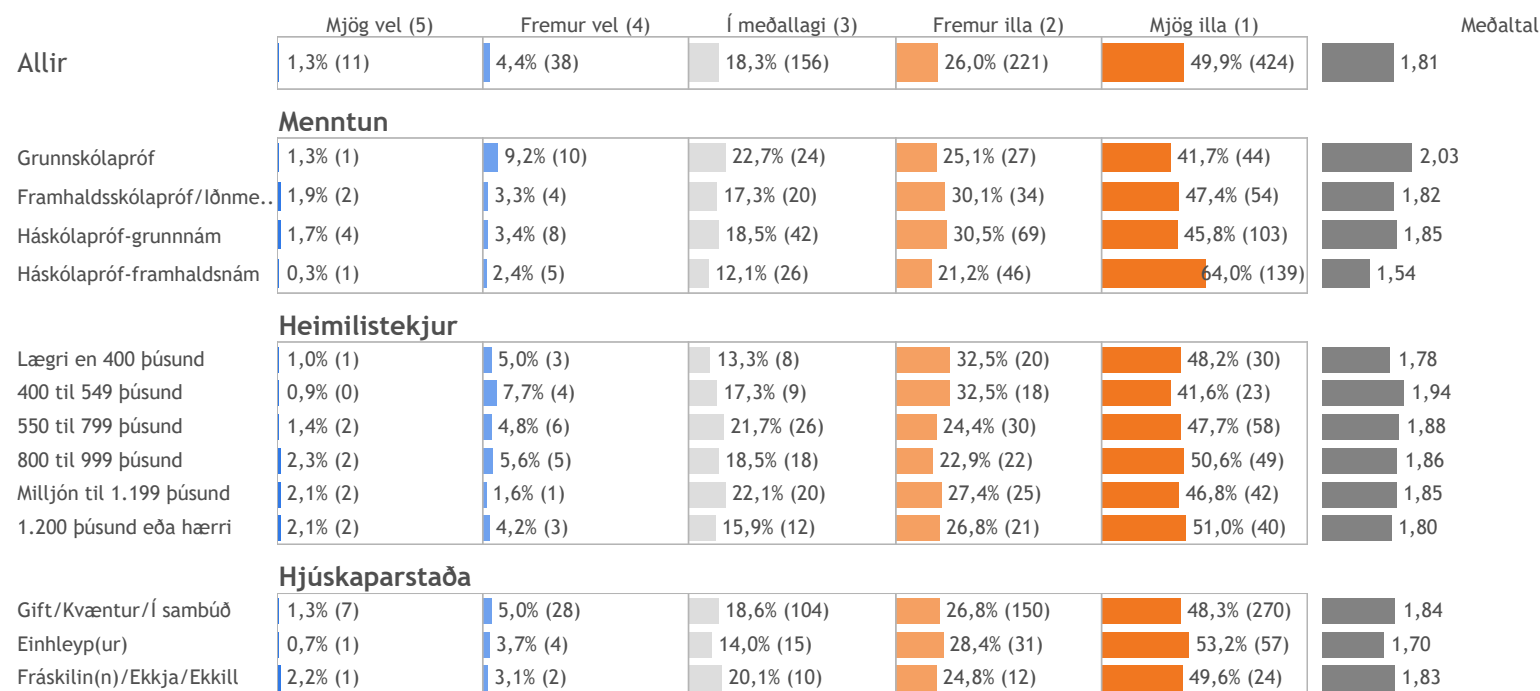 Mjög vel (5) Fremur vel (4) Í meðallagi (3) Fremur illa (2) Mjög illa (1) Meðaltal
Allir 1,3% (11) 4,4% (38) 18,3% (156) 26,0% (221) 49,9% (424) 1,81
Menntun
Grunnskólapróf 1,3% (1) 9,2% (10) 22,7% (24) 25,1% (27) 41,7% (44) 2,03
Framhaldsskólapróf/Iðnme.. 1,9% (2) 3,3% (4) 17,3% (20) 30,1% (34) 47,4% (54) 1,82
Háskólapróf-grunnnám 1,7% (4) 3,4% (8) 18,5% (42) 30,5% (69) 45,8% (103) 1,85
Háskólapróf-framhaldsnám 0,3% (1) 2,4% (5) 12,1% (26) 21,2% (46) 64,0% (139) 1,54
Heimilistekjur
Lægri en 400 þúsund 1,0% (1) 5,0% (3) 13,3% (8) 32,5% (20) 48,2% (30) 1,78
400 til 549 þúsund 0,9% (0) 7,7% (4) 17,3% (9) 32,5% (18) 41,6% (23) 1,94
550 til 799 þúsund 1,4% (2) 4,8% (6) 21,7% (26) 24,4% (30) 47,7% (58) 1,88
800 til 999 þúsund 2,3% (2) 5,6% (5) 18,5% (18) 22,9% (22) 50,6% (49) 1,86
Milljón til 1.199 þúsund 2,1% (2) 1,6% (1) 22,1% (20) 27,4% (25) 46,8% (42) 1,85
1.200 þúsund eða hærri 2,1% (2) 4,2% (3) 15,9% (12) 26,8% (21) 51,0% (40) 1,80
Hjúskaparstaða
Gift/Kvæntur/Í sambúð 1,3% (7) 5,0% (28) 18,6% (104) 26,8% (150) 48,3% (270) 1,84
Einhleyp(ur) 0,7% (1) 3,7% (4) 14,0% (15) 28,4% (31) 53,2% (57) 1,70
Fráskilin(n)/Ekkja/Ekkill 2,2% (1) 3,1% (2) 20,1% (10) 24,8% (12) 49,6% (24) 1,83